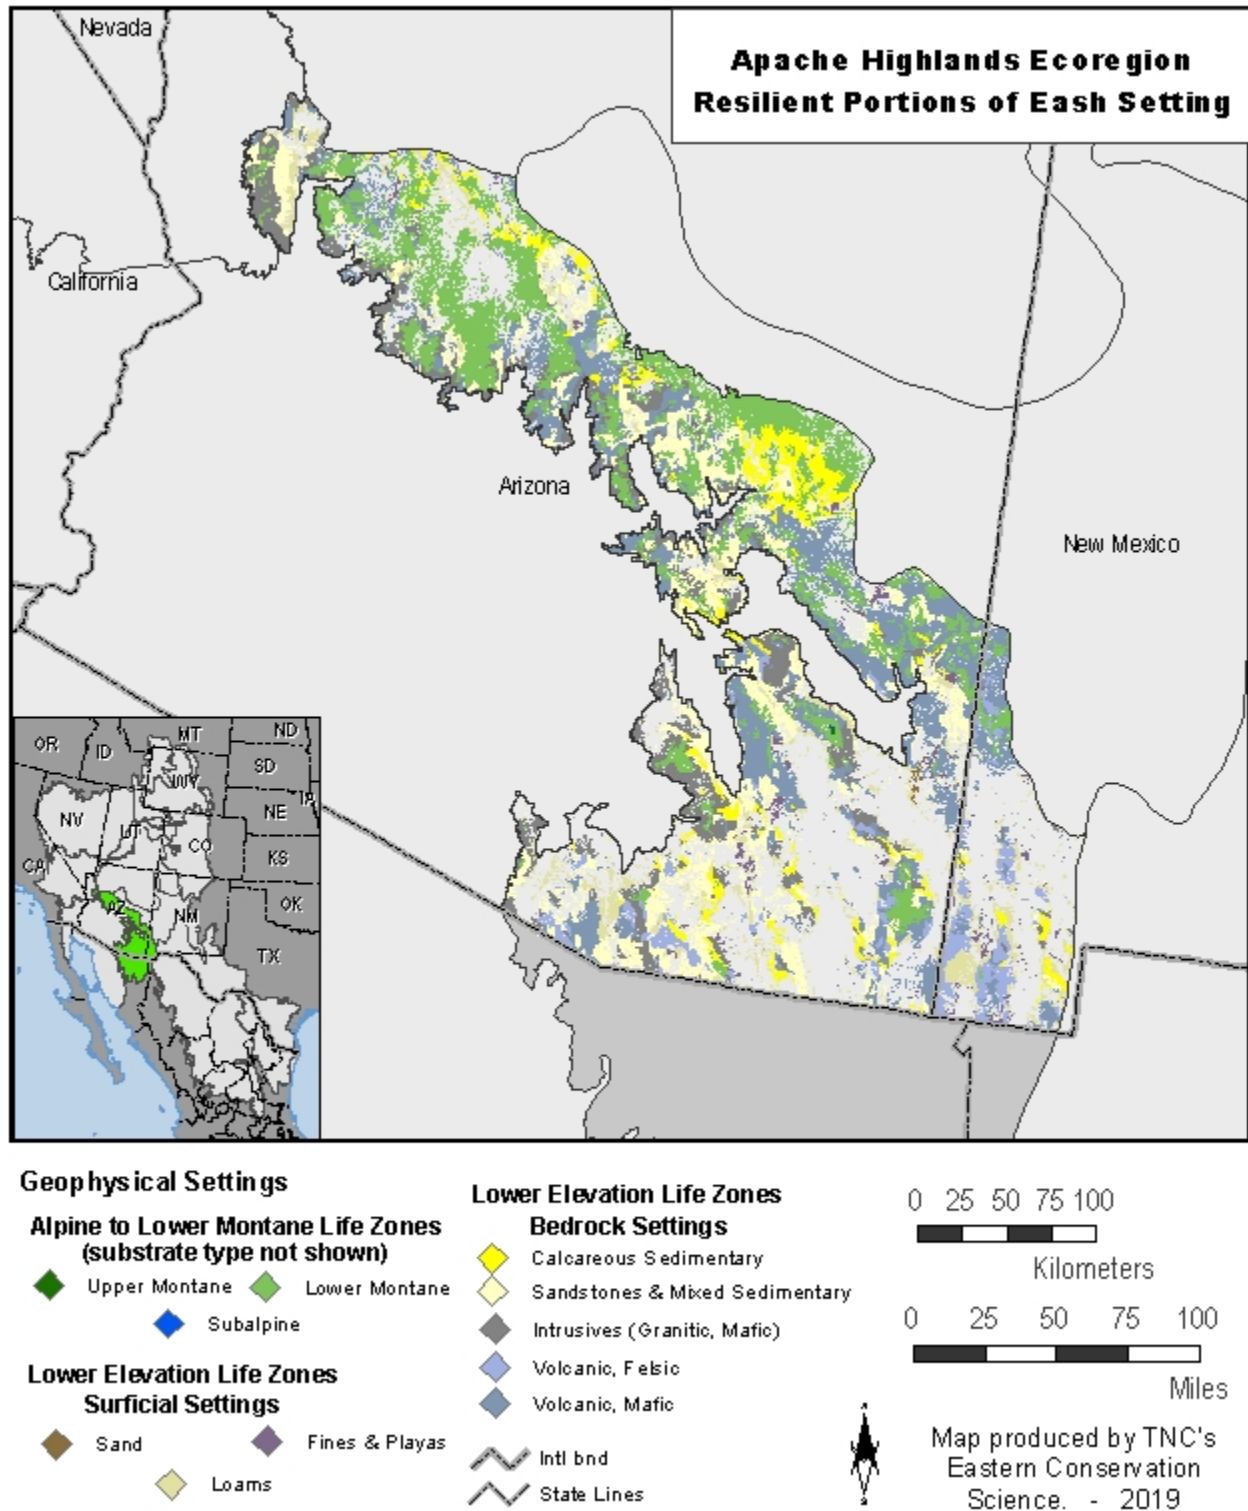 Apache Highlands Ecoregion
Resilient Portions of Eash Setting
Nevada
California
Arizona
New Mexico
OR
ID
MT
ND
WY
SD
IA
NV
UT
NE
CO
CA
KS
AZ
NM
OK
TX
Geophysical Settings
Alpine to Lower Montane Life Zones
(substrate type not shown)
Upper Montane
Lower Montane
Subalpine
Lower Elevation Life Zones
Surficial Settings
Sand
Fines & Playas
Loams
Lower Elevation Life Zones
Bedrock Settings
Calcareous Sedimentary
Sandstones & Mixed Sedimentary
Intrusives (Granitic, Mafic)
Volcanic, Felsic
Volcanic, Mafic
Intl bnd
State Lines
0 25 50 75 100
Kilometers
0 25 50 75 100
Miles
Map produced by TNC's
Eastern Conservation
Science. - 2019